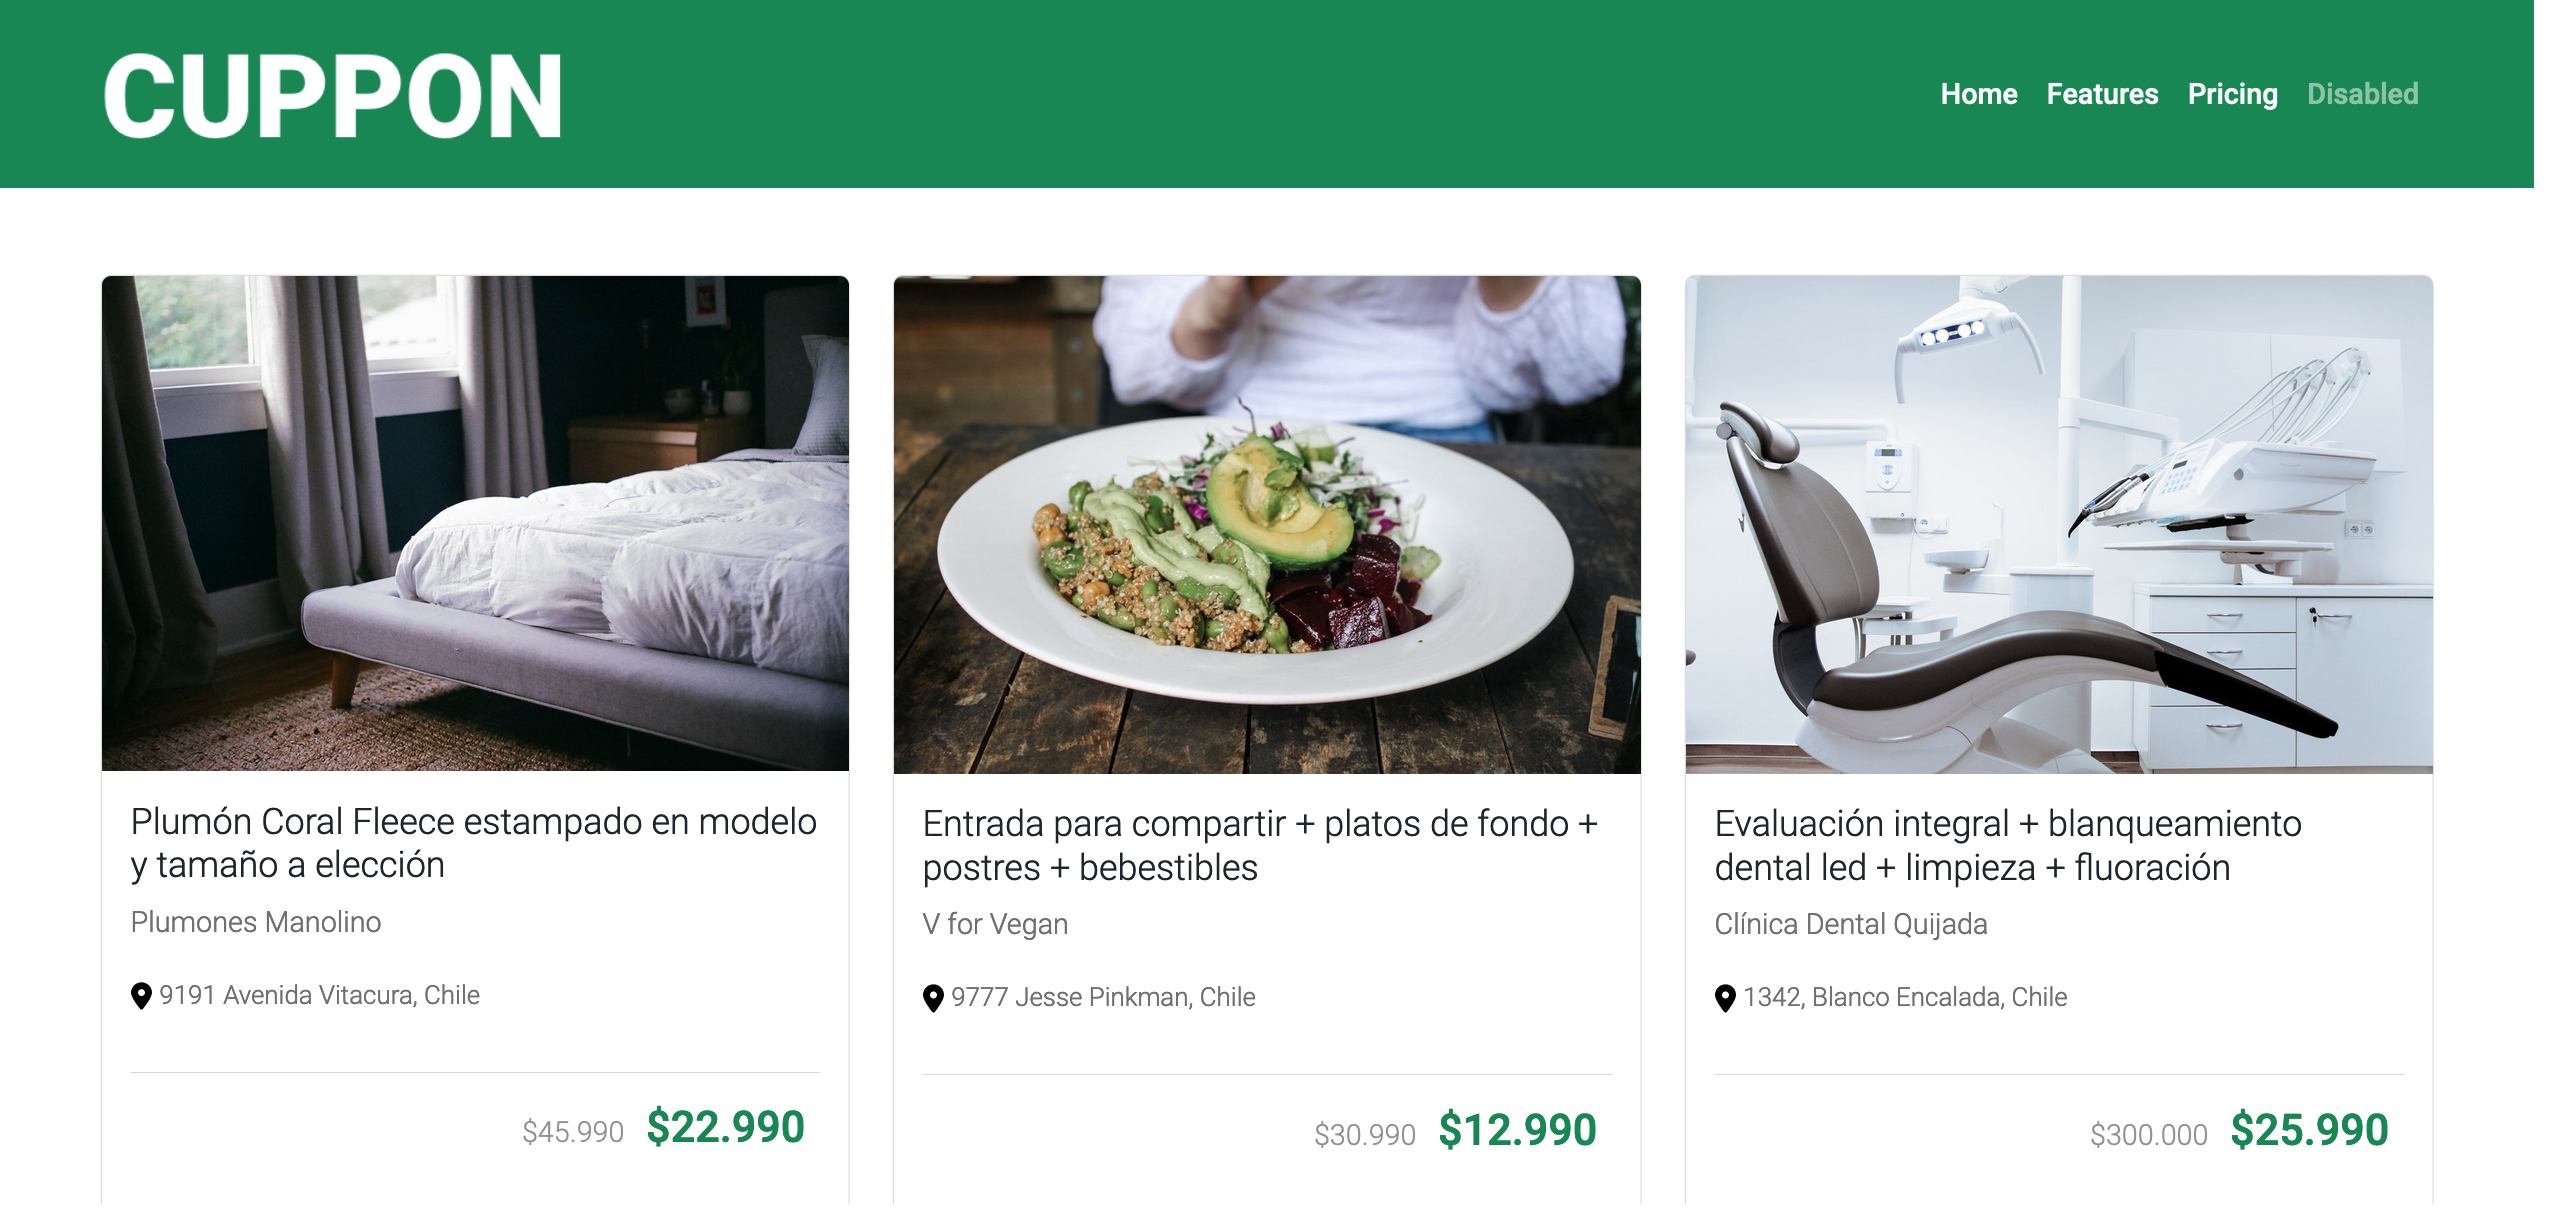 CUPPON
Home Features Pricing Disabled
Plumón Coral Fleece estampado en modelo
y tamaño a elección
Plumones Manolino
9191 Avenida Vitacura, Chile
$45.990 $22.990
Entrada para compartir + platos de fondo +
postres + bebestibles
V for Vegan
9777 Jesse Pinkman, Chile
$30.990 $12.990
Evaluación integral + blanqueamiento
dental led + limpieza + fluoración
Clínica Dental Quijada
1342, Blanco Encalada, Chile
$300.000 $25.990